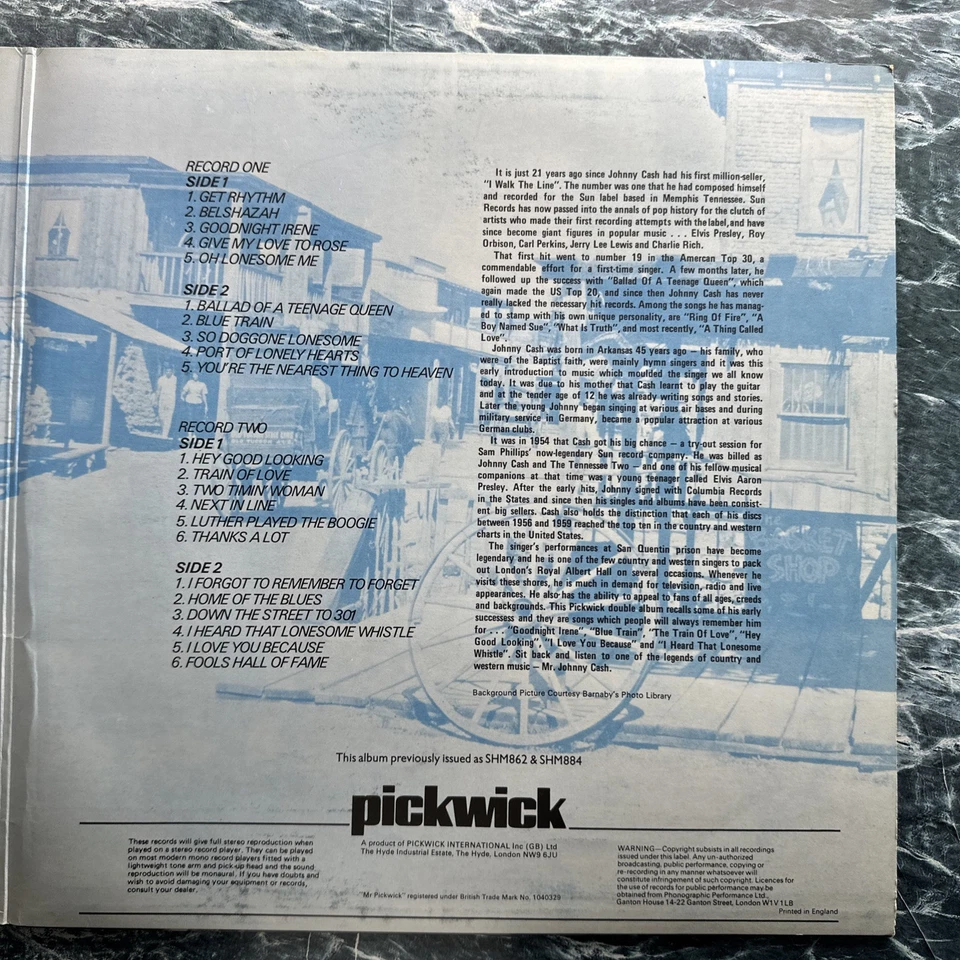 RECORD ONE
SIDE 1
1. GET RHYTHM
2. BELSHAZAH
3. GOODNIGHT IRENE
4. GIVE MY LOVE TO ROSE
5. OH LONESOME ME
SIDE 2
1. BALLAD OF A TEENAGE QUEEN
2. BLUE TRAIN
3. SO DOGGONE LONESOME
4. PORT OF LONELY HEARTS
5. YOU'RE THE NEAREST THING TO HEAVEN
RECORD TWO
SIDE 1
1. HEY GOOD LOOKING
2. TRAIN OF LOVE
3. TWO TIMIN' WOMAN
4. NEXT IN LINE
5. LUTHER PLAYED THE BOOGIE
6. THANKS A LOT
SIDE 2
1. I FORGOT TO REMEMBER TO FORGET
2. HOME OF THE BLUES
3. DOWN THE STREET TO 301
4. I HEARD THAT LONESOME WHISTLE
5. I LOVE YOU BECAUSE
6. FOOLS HALL OF FAME
It is just 21 years ago since Johnny Cash had his first million-seller,
"I Walk The Line". The number was one that he had composed himself
and recorded for the Sun label based in Memphis Tennessee. Sun
Records has now passed into the annals of pop history for the clutch of
artists who made their first recording attempts with the label, and have
since become giant figures in popular music . . . Elvis Presley, Roy
Orbison, Carl Perkins, Jerry Lee Lewis and Charlie Rich.
That first hit went to number 19 in the Amercan Top 30, a
commendable effort for a first-time singer. A few months later, he
followed up the success with "Ballad Of A Teenage Queen", which
again made the US Top 20, and since then Johnny Cash has never
really lacked the necessary hit records. Among the songs he has manag-
ed to stamp with his own unique personality, are "Ring Of Fire", "A
Boy Named Sue", "What Is Truth", and most recently, "A Thing Called
Love".
Johnny Cash was born in Arkansas 45 years ago — his family, who
were of the Baptist faith, were mainly hymn singers and it was this
early introduction to music which moulded the singer we all know
today. It was due to his mother that Cash learnt to play the guitar
and at the tender age of 12 he was already writing songs and stories.
Later the young Johnny began singing at various air bases and during
military service in Germany, became a popular attraction at various
German clubs.
It was in 1954 that Cash got his big chance — a try-out session for
Sam Phillips' now-legendary Sun record company. He was billed as
Johnny Cash and The Tennessee Two — and one of his fellow musical
companions at that time was a young teenager called Elvis Aaron
Presley. After the early hits, Johnny signed with Columbia Records
in the States and since then his singles and albums have been consist-
ent big sellers. Cash also holds the distinction that each of his discs
between 1956 and 1959 reached the top ten in the country and western
charts in the United States.
The singer's performances at San Quentin prison have become
legendary and he is one of the few country and western singers to pack
out London's Royal Albert Hall on several occasions. Whenever he
visits these shores, he is much in demand for television, radio and live
appearances. He also has the ability to appeal to fans of all ages, creeds
and backgrounds. This Pickwick double album recalls some of his early
successess and they are songs which people will always remember him
for . . . "Goodnight Irene", "Blue Train", "The Train Of Love", "Hey
Good Looking", "I Love You Because" and "I Heard That Lonesome
Whistle". Sit back and listen to one of the legends of country and
western music — Mr. Johnny Cash.
Background Picture Courtesy Barnaby's Photo Library
SHOP
This album previously issued as SHM862 & SHM884
pickwick
A product of PICKWICK INTERNATIONAL Inc (GB) Ltd
The Hyde Industrial Estate, The Hyde, London NW9 6JU
"Mr Pickwick" registered under British Trade Mark No. 1040329
These records will give full stereo reproduction when
played on a stereo record player. They can be played
on most modern mono record players fitted with a
lightweight tone arm and pick-up head and the sound
reproduction will be monaural. If you have doubts and
wish to avoid damaging your equipment or records,
consult your dealer.
WARNING—Copyright subsists in all recordings
issued under this label. Any un-authorized
broadcasting, public performance, copying or
re-recording in any manner whatsoever will
constitute infringement of such copyright. Licences for
the use of records for public performance may be
obtained from Phonographic Performance Ltd.,
Ganton House 14-22 Ganton Street, London W1V 1LB
Printed in England